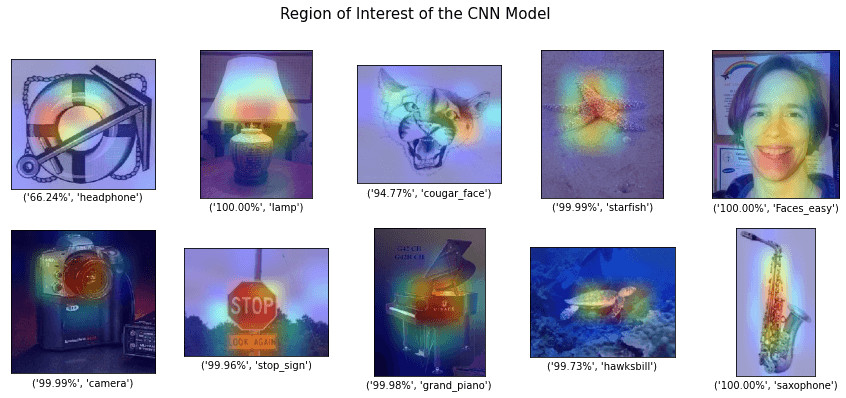 Region of Interest of the CNN Model
('66.24%', 'headphone')
('100.00%', 'lamp')
('94.77%', 'cougar_face')
('99.99%', 'starfish')
('100.00%', 'Faces_easy')
STOP
LOOK AGAIN
('99.99%', 'camera')
('99.96%', 'stop_sign')
('99.98%', 'grand_piano')
('99.73%', 'hawksbill')
('100.00%', 'saxophone')